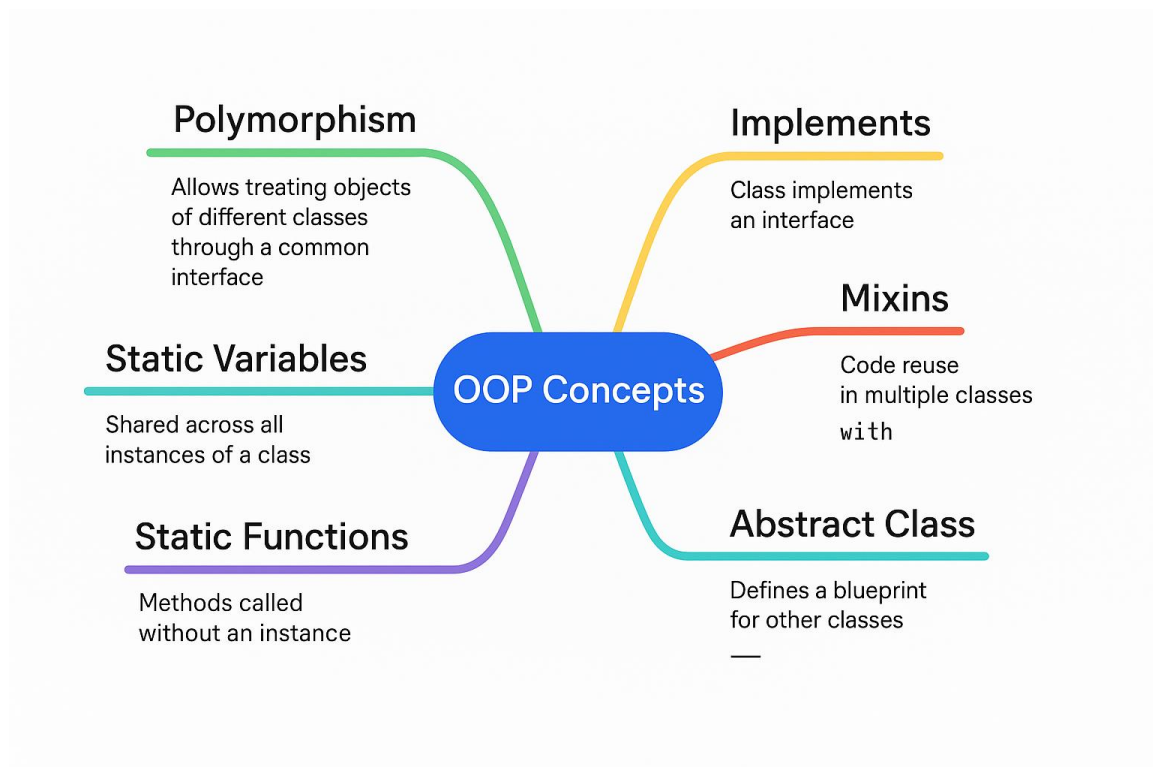 Polymorphism
Allows treating objects
of different classes
through a common
interface
Static Variables
Shared across all
instances of a class
Static Functions
Methods called
without an instance
OOP Concepts
Implements
Class implements
an interface
Mixins
Code reuse
in multiple classes
with
Abstract Class
Defines a blueprint
for other classes
—